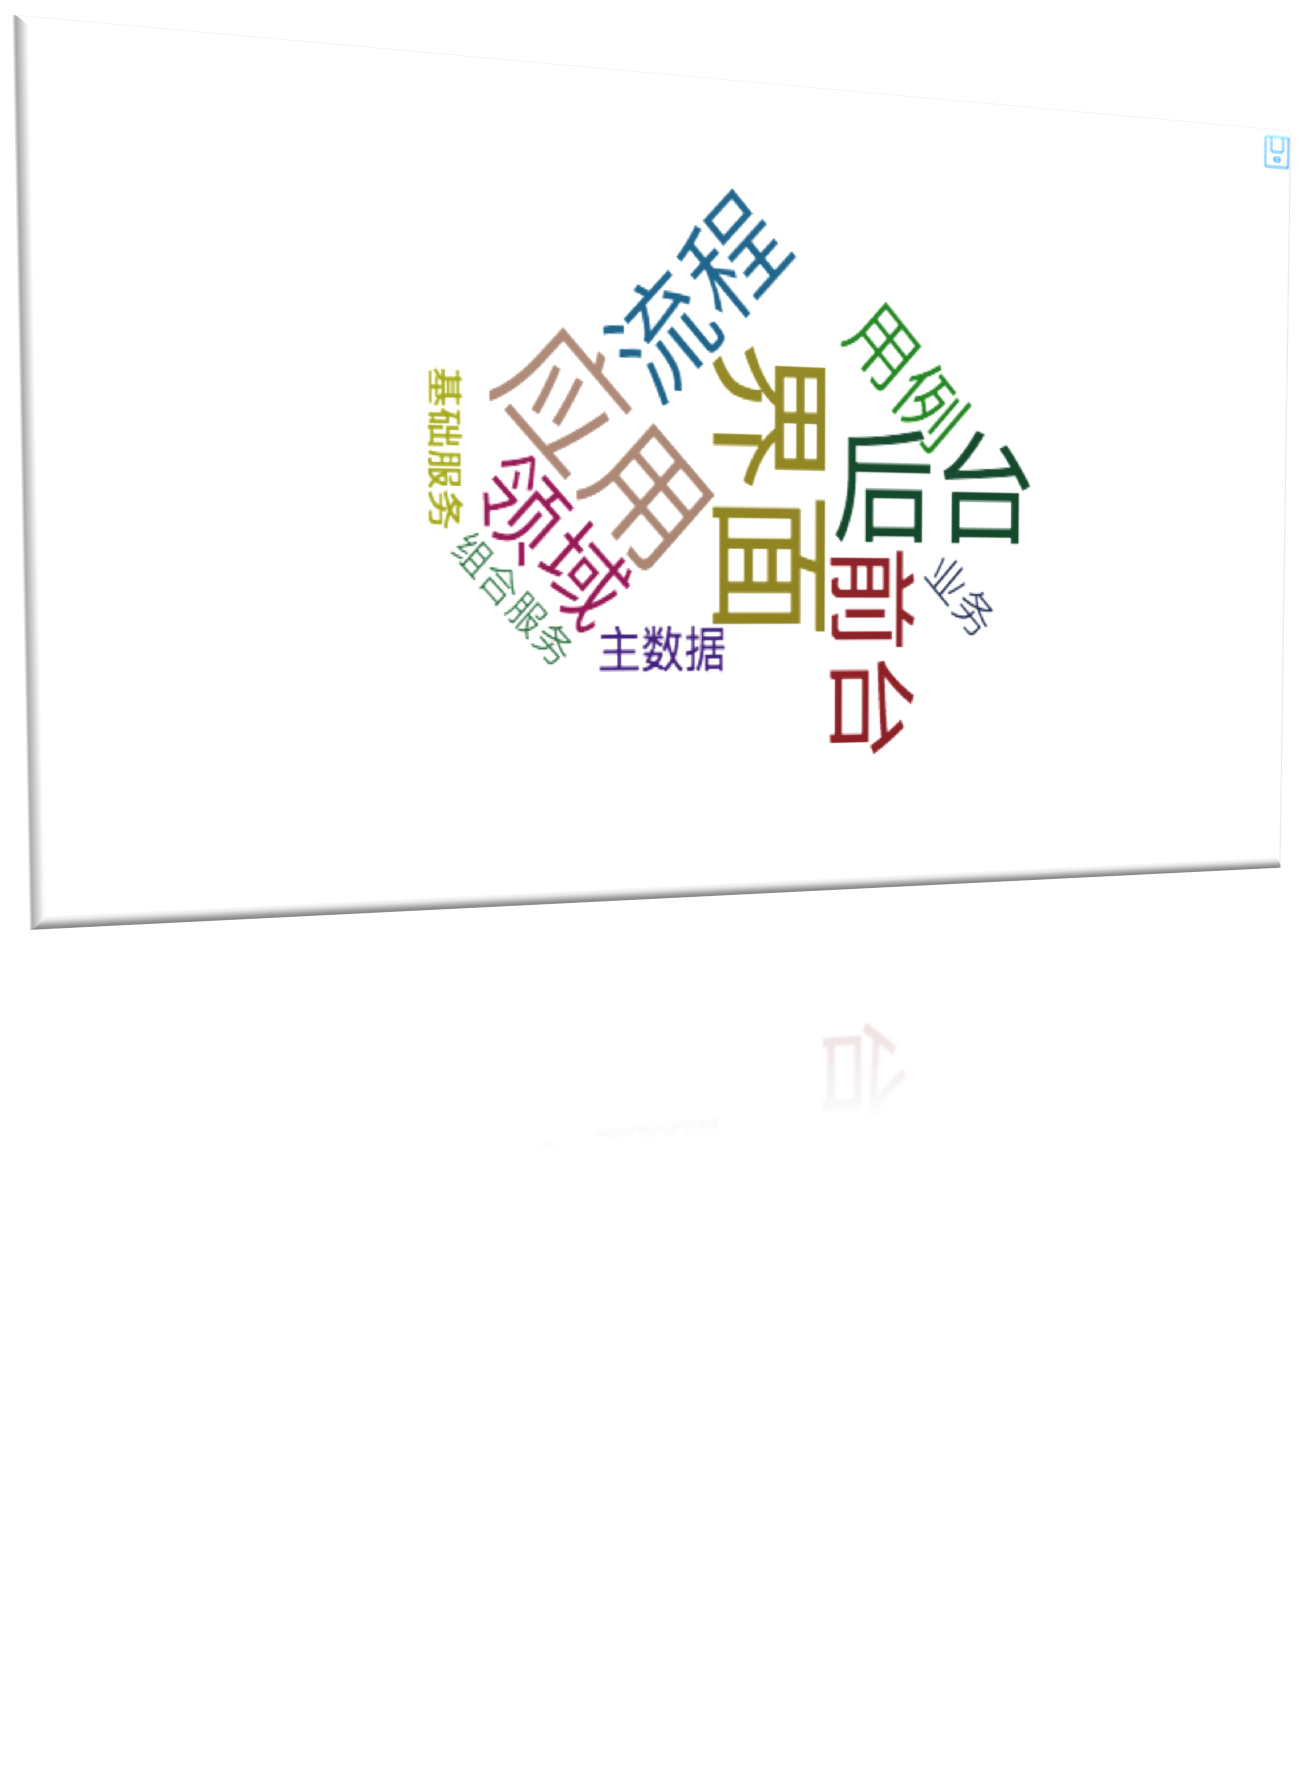 流程
用例
应用
界面
后台
基础服务
领域
前台
业务
组合服务
主数据